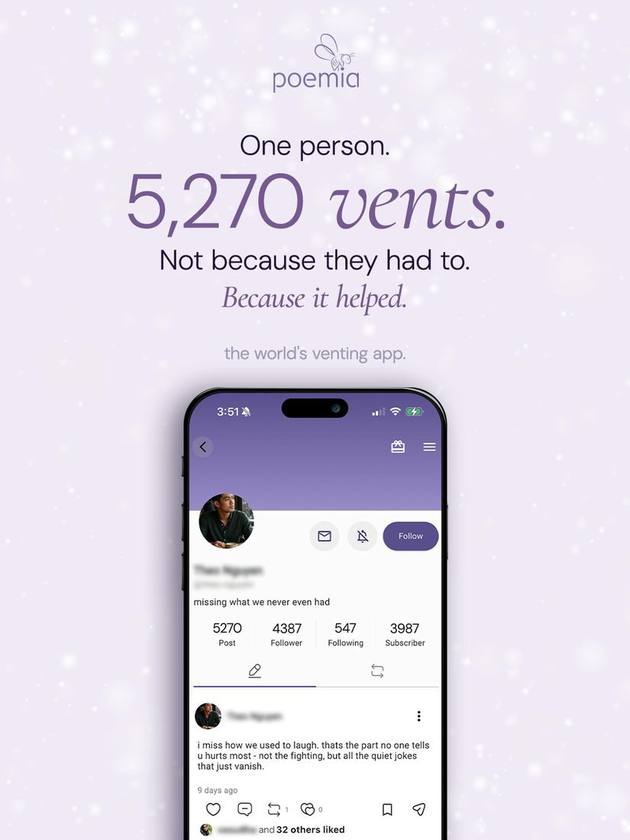 poemia
One person.
5,270 vents.
Not because they had to.
Because it helped.
the world's venting app.
3:51
Follow
missing what we never even had
5270 4387 547 3987
Post Follower Following Subscriber
i miss how we used to laugh. thats the part no one tells
u hurts most - not the fighting, but all the quiet jokes
that just vanish.
9 days ago
1 0
and 32 others liked